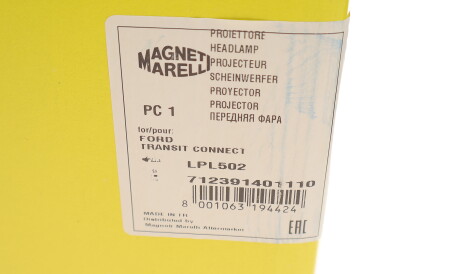 MAGNETI
MARELLI
PROIETTORE
HEADLAMP
PROJECTEUR
SCHEINWERFER
PROYECTOR
PROJECTOR
ПЕРЕДНЯЯ ФАРА
PC 1
for/pour:
FORD
TRANSIT CONNECT
LPL502
712391401110
8 001063 194424
MADE IN
Distributed by
Magneti Marelli Aftermarket
EAC